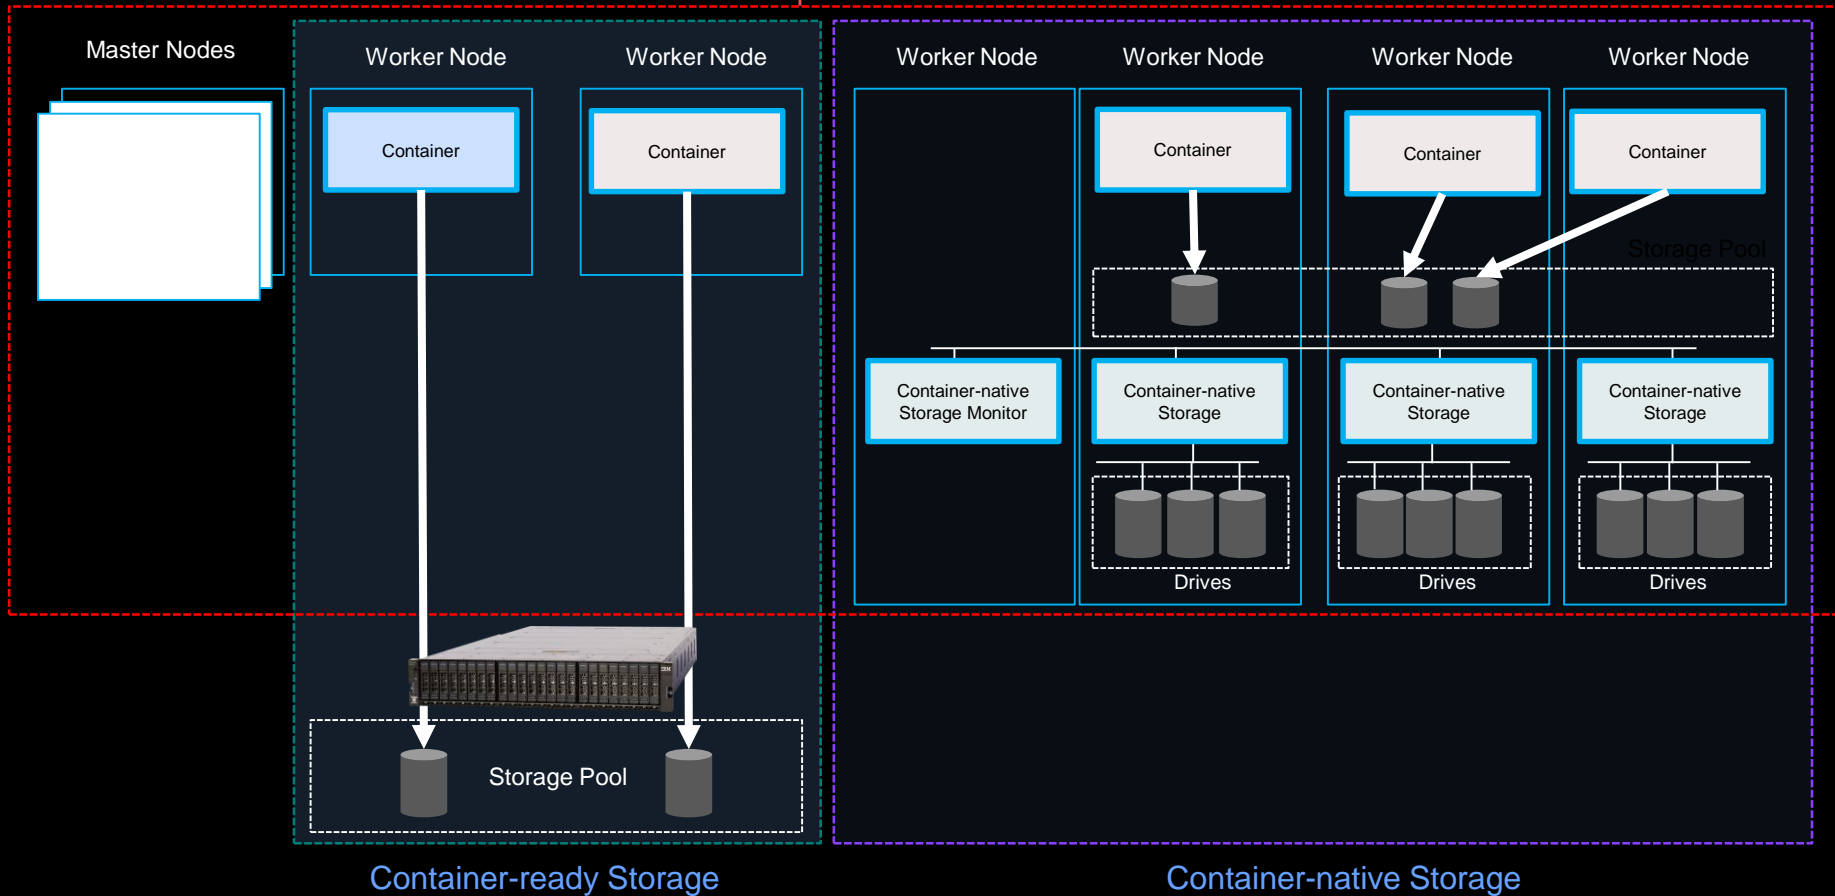 Master Nodes
Worker Node
Worker Node
Worker Node
Worker Node
Worker Node
Worker Node
Container
Container
Container
Container
Container
Storage Pool
Container-native
Storage Monitor
Container-native
Storage
Container-native
Storage
Container-native
Storage
Drives
Drives
Drives
IBM
Storage Pool
Container-ready Storage
Container-native Storage